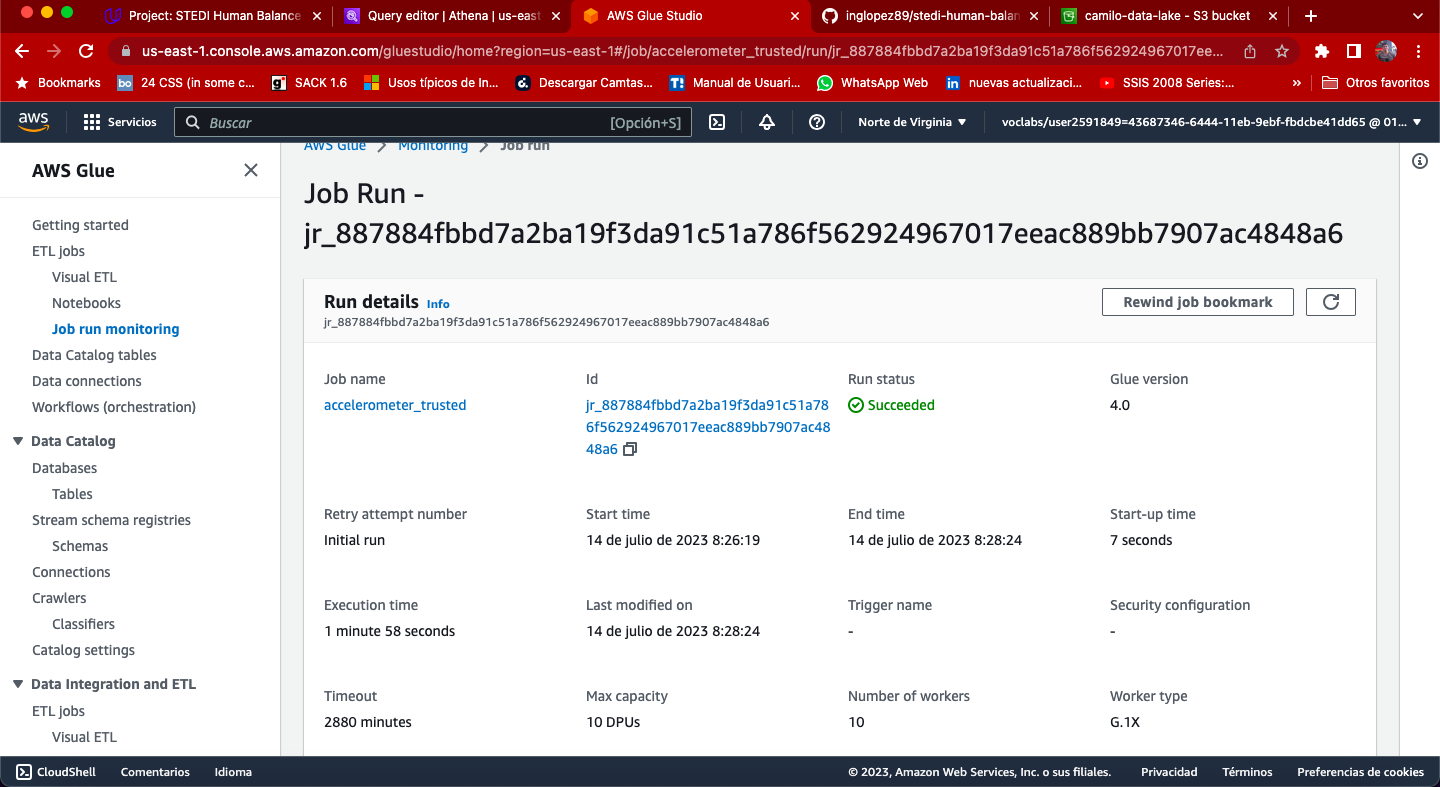 Project: STEDI Human Balance
Query editor | Athena | us-east
AWS Glue Studio
inglopez89/stedi-human-balan
camilo-data-lake - S3 bucket
us-east-1.console.aws.amazon.com/gluestudio/home?region=us-east-1#/job/accelerometer_trusted/run/jr_887884fbbd7a2ba19f3da91c51a786f562924967017ee...
Bookmarks
bo 24 CSS (in some c...
g! SACK 1.6
Usos típicos de In...
Descargar Camtas...
T! Manual de Usuari...
WhatsApp Web
in nuevas actualizaci...
SSIS 2008 Series:...
»
Otros favoritos
aws
Servicios
Buscar
[Opción+S]
Norte de Virginia
voclabs/user2591849=43687346-6444-11eb-9ebf-fbdcbe41dd65 @ 01...
AWS Glue
Getting started
ETL jobs
Visual ETL
Notebooks
Job run monitoring
Data Catalog tables
Data connections
Workflows (orchestration)
Data Catalog
Databases
Tables
Stream schema registries
Schemas
Connections
Crawlers
Classifiers
Catalog settings
Data Integration and ETL
ETL jobs
Visual ETL
AWS Glue > Monitoring > Job run
Job Run -
jr_887884fbbd7a2ba19f3da91c51a786f562924967017eeac889bb7907ac4848a6
Run details Info
jr_887884fbbd7a2ba19f3da91c51a786f562924967017eeac889bb7907ac4848a6
Rewind job bookmark
Job name
accelerometer_trusted
Id
jr_887884fbbd7a2ba19f3da91c51a78
6f562924967017eeac889bb7907ac48
48a6
Run status
Succeeded
Glue version
4.0
Retry attempt number
Initial run
Start time
14 de julio de 2023 8:26:19
End time
14 de julio de 2023 8:28:24
Start-up time
7 seconds
Execution time
1 minute 58 seconds
Last modified on
14 de julio de 2023 8:28:24
Trigger name
-
Security configuration
-
Timeout
2880 minutes
Max capacity
10 DPUs
Number of workers
10
Worker type
G.1X
CloudShell
Comentarios
Idioma
© 2023, Amazon Web Services, Inc. o sus filiales.
Privacidad
Términos
Preferencias de cookies